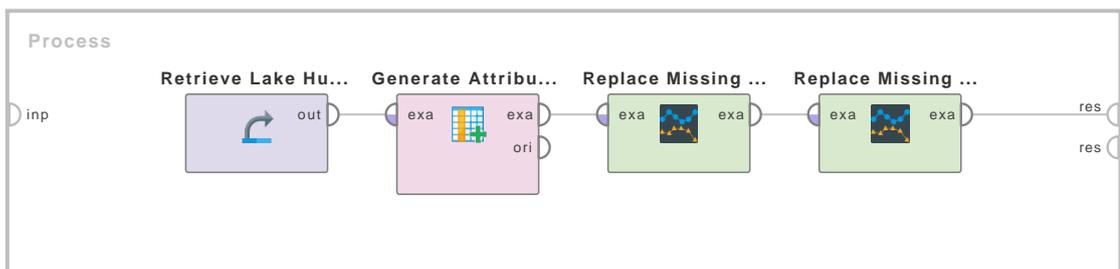 Process
Retrieve Lake Hu... Generate Attribu... Replace Missing ... Replace Missing ...
inp out exa exa exa exa exa exa res
ori res